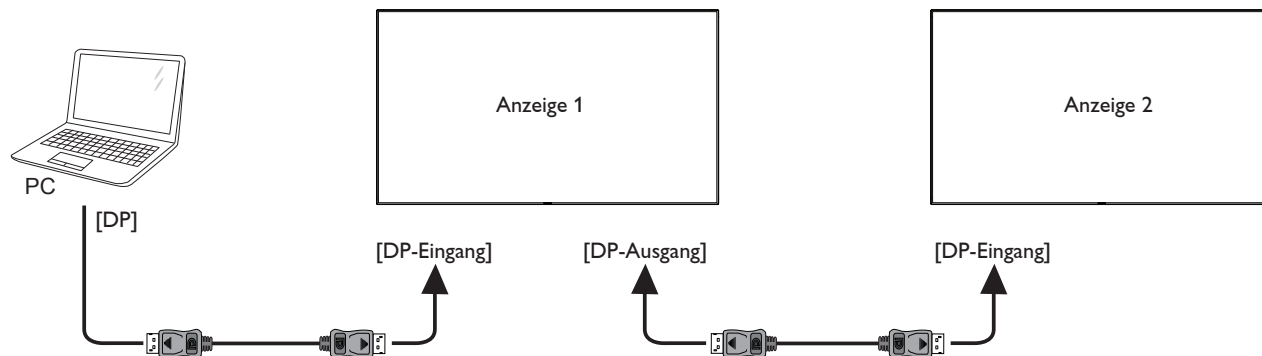 Anzeige 1
Anzeige 2
PC
[DP]
[DP-Eingang]
[DP-Ausgang]
[DP-Eingang]